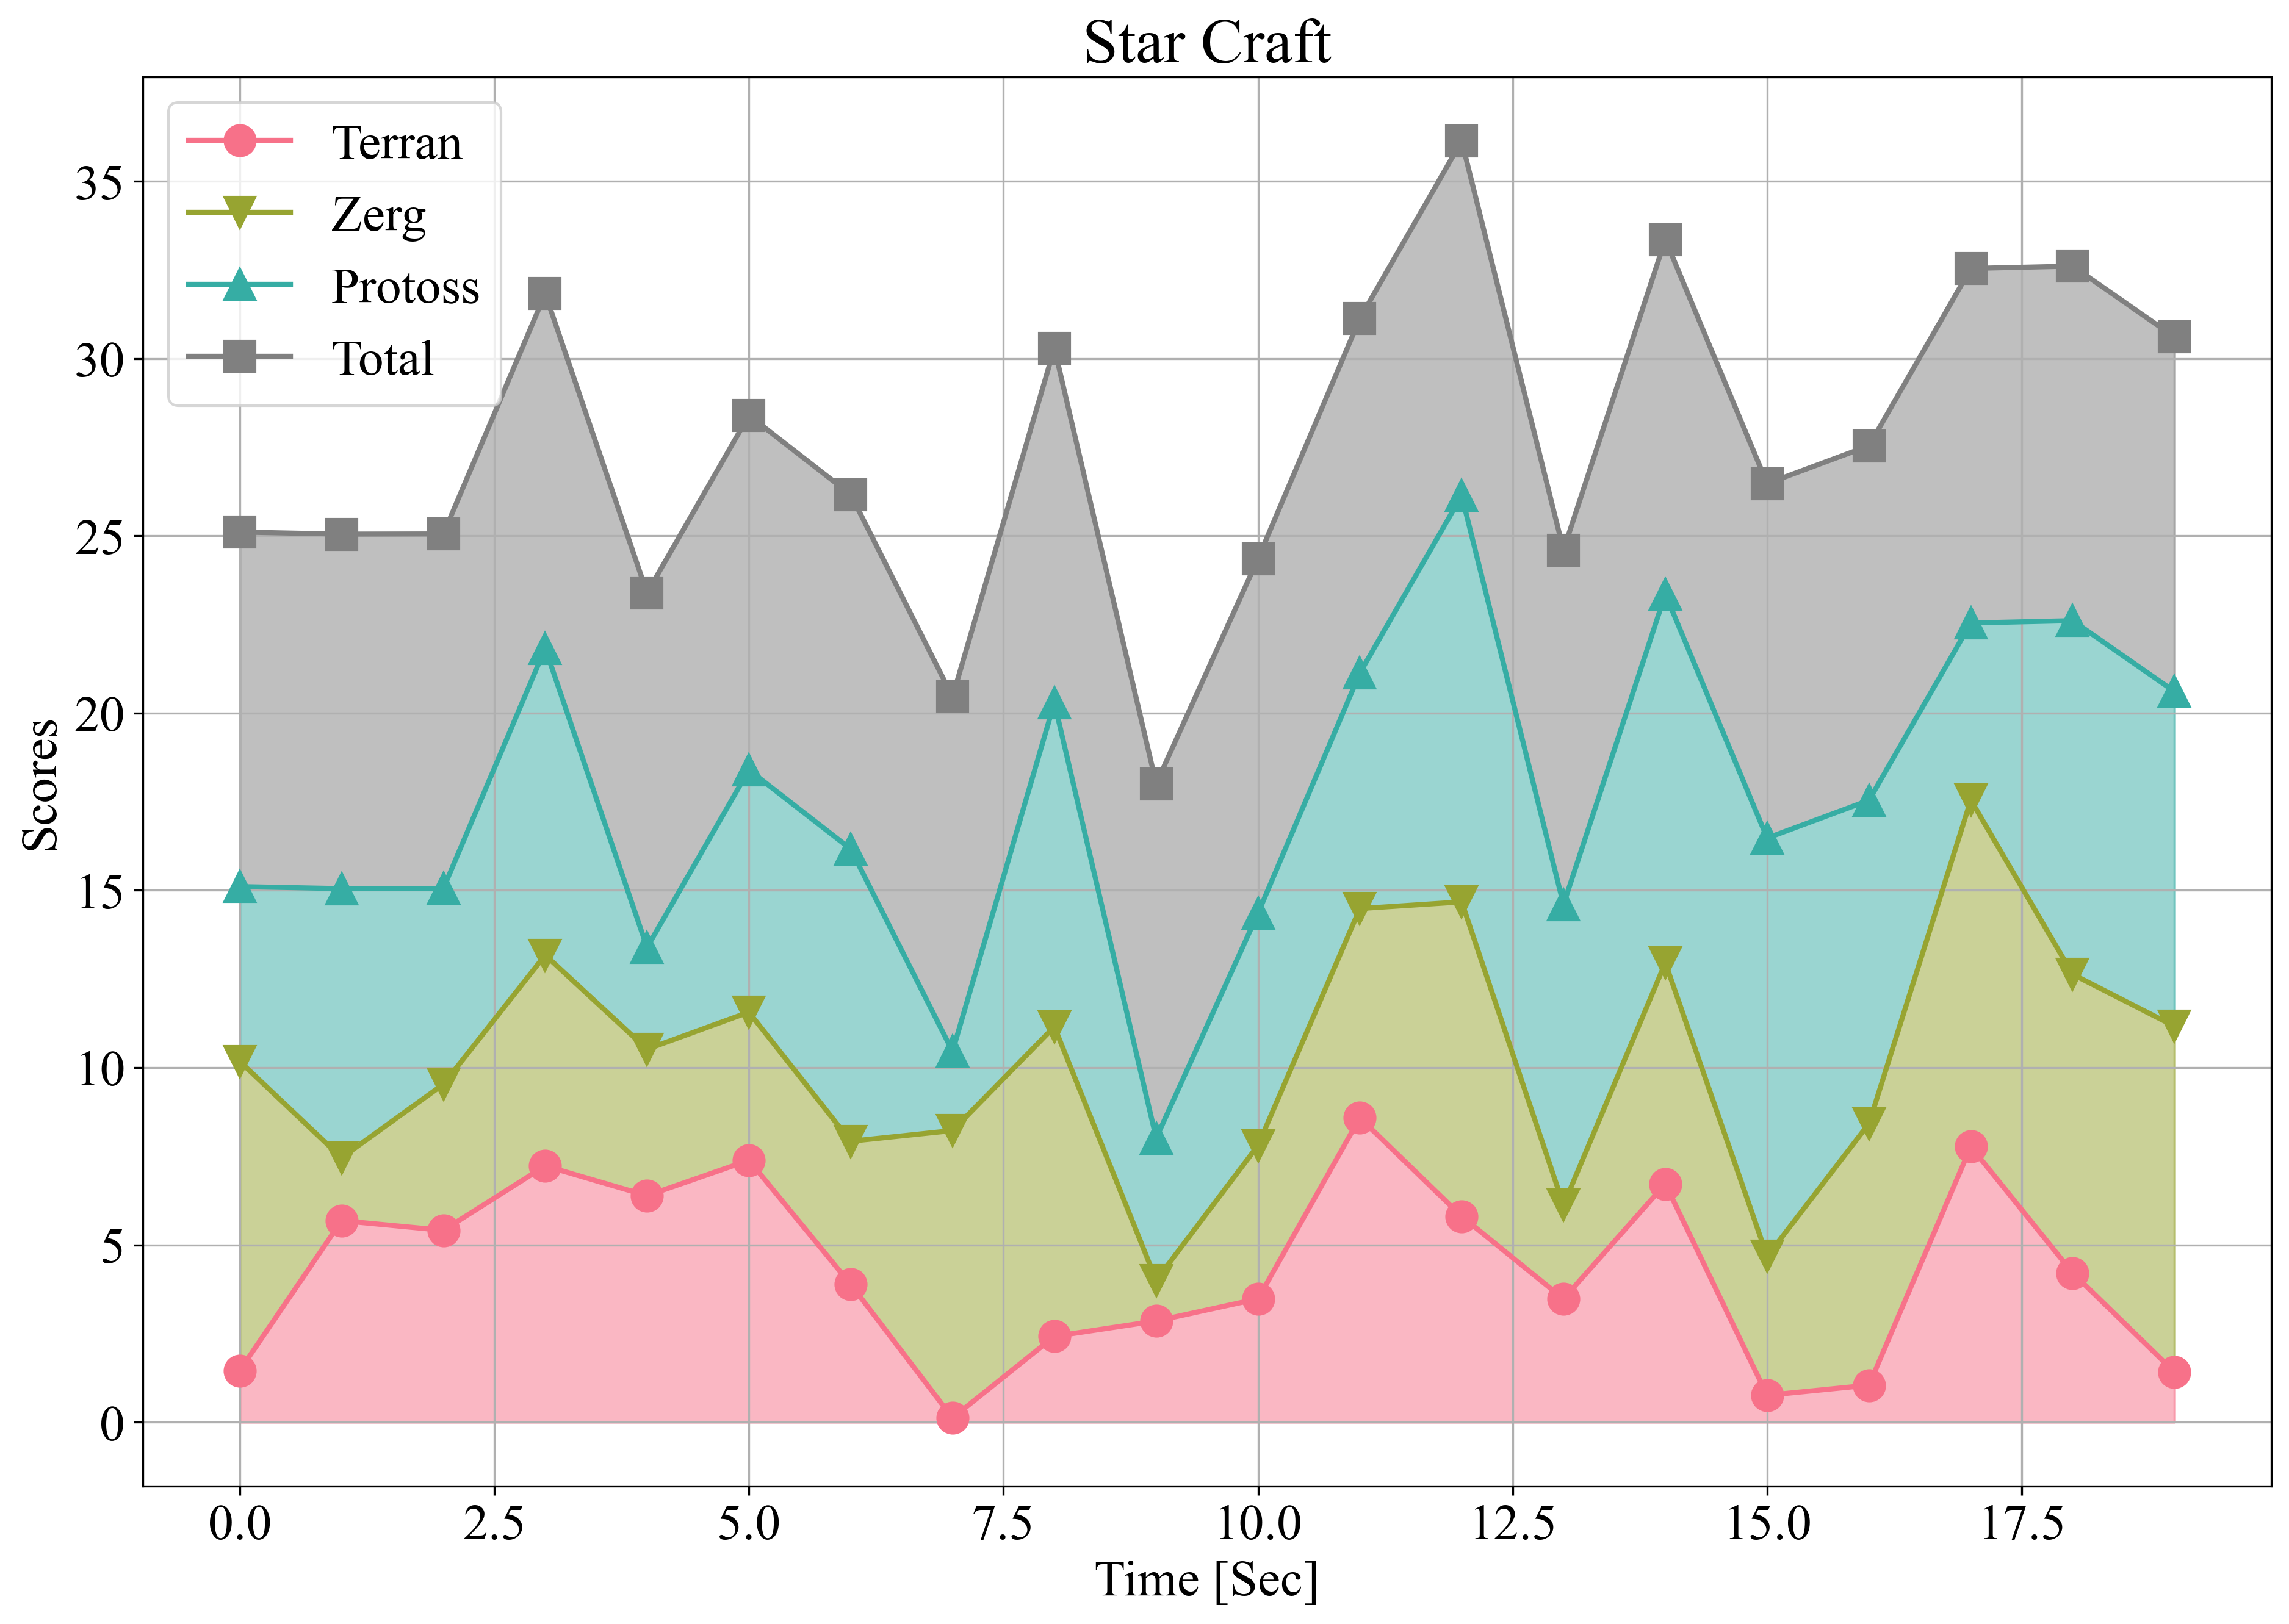 Star Craft
Terran
Zerg
Protoss
Total
35
30
25
20
15
10
5
0
Scores
0.0 2.5 5.0 7.5 10.0 12.5 15.0 17.5
Time [Sec]